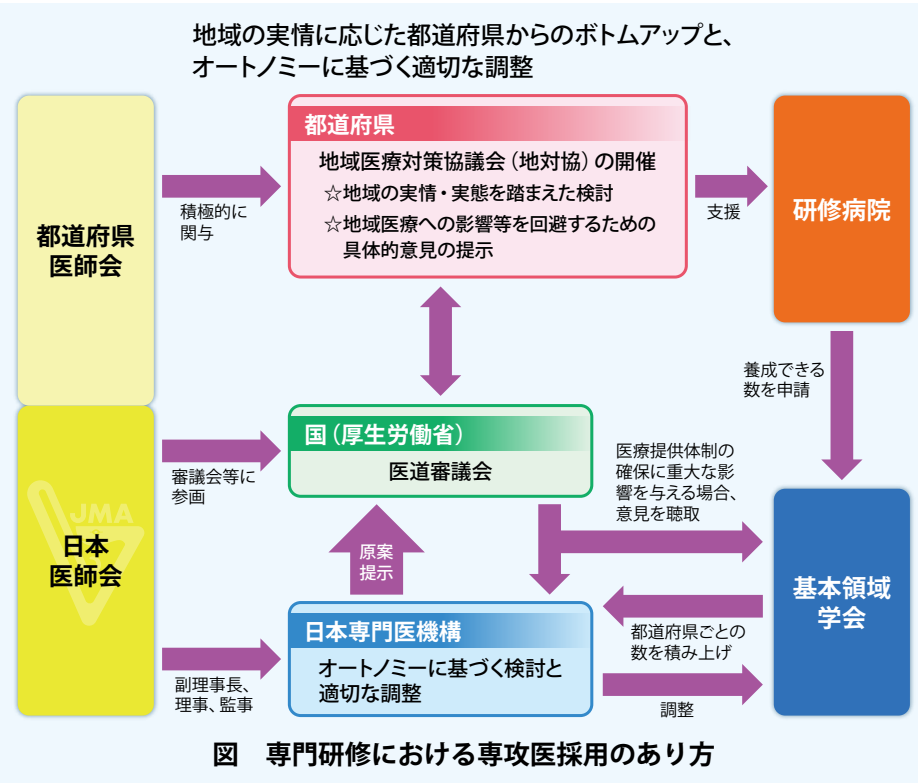 地域の実情に応じた都道府県からのボトムアップと、
オートノミーに基づく適切な調整
都道府県
医師会
積極的に
関与
都道府県
地域医療対策協議会（地対協）の開催
☆地域の実情・実態を踏まえた検討
☆地域医療への影響等を回避するための
具体的意見の提示
支援
研修病院
養成できる
数を申請
JMA
日本
医師会
審議会等に
参画
国（厚生労働省）
医道審議会
医療提供体制の
確保に重大な影
響を与える場合、
意見を聴取
原案
提示
基本領域
学会
副理事長、
理事、監事
日本専門医機構
オートノミーに基づく検討と
適切な調整
都道府県ごとの
数を積み上げ
調整
図　専門研修における専攻医採用のあり方